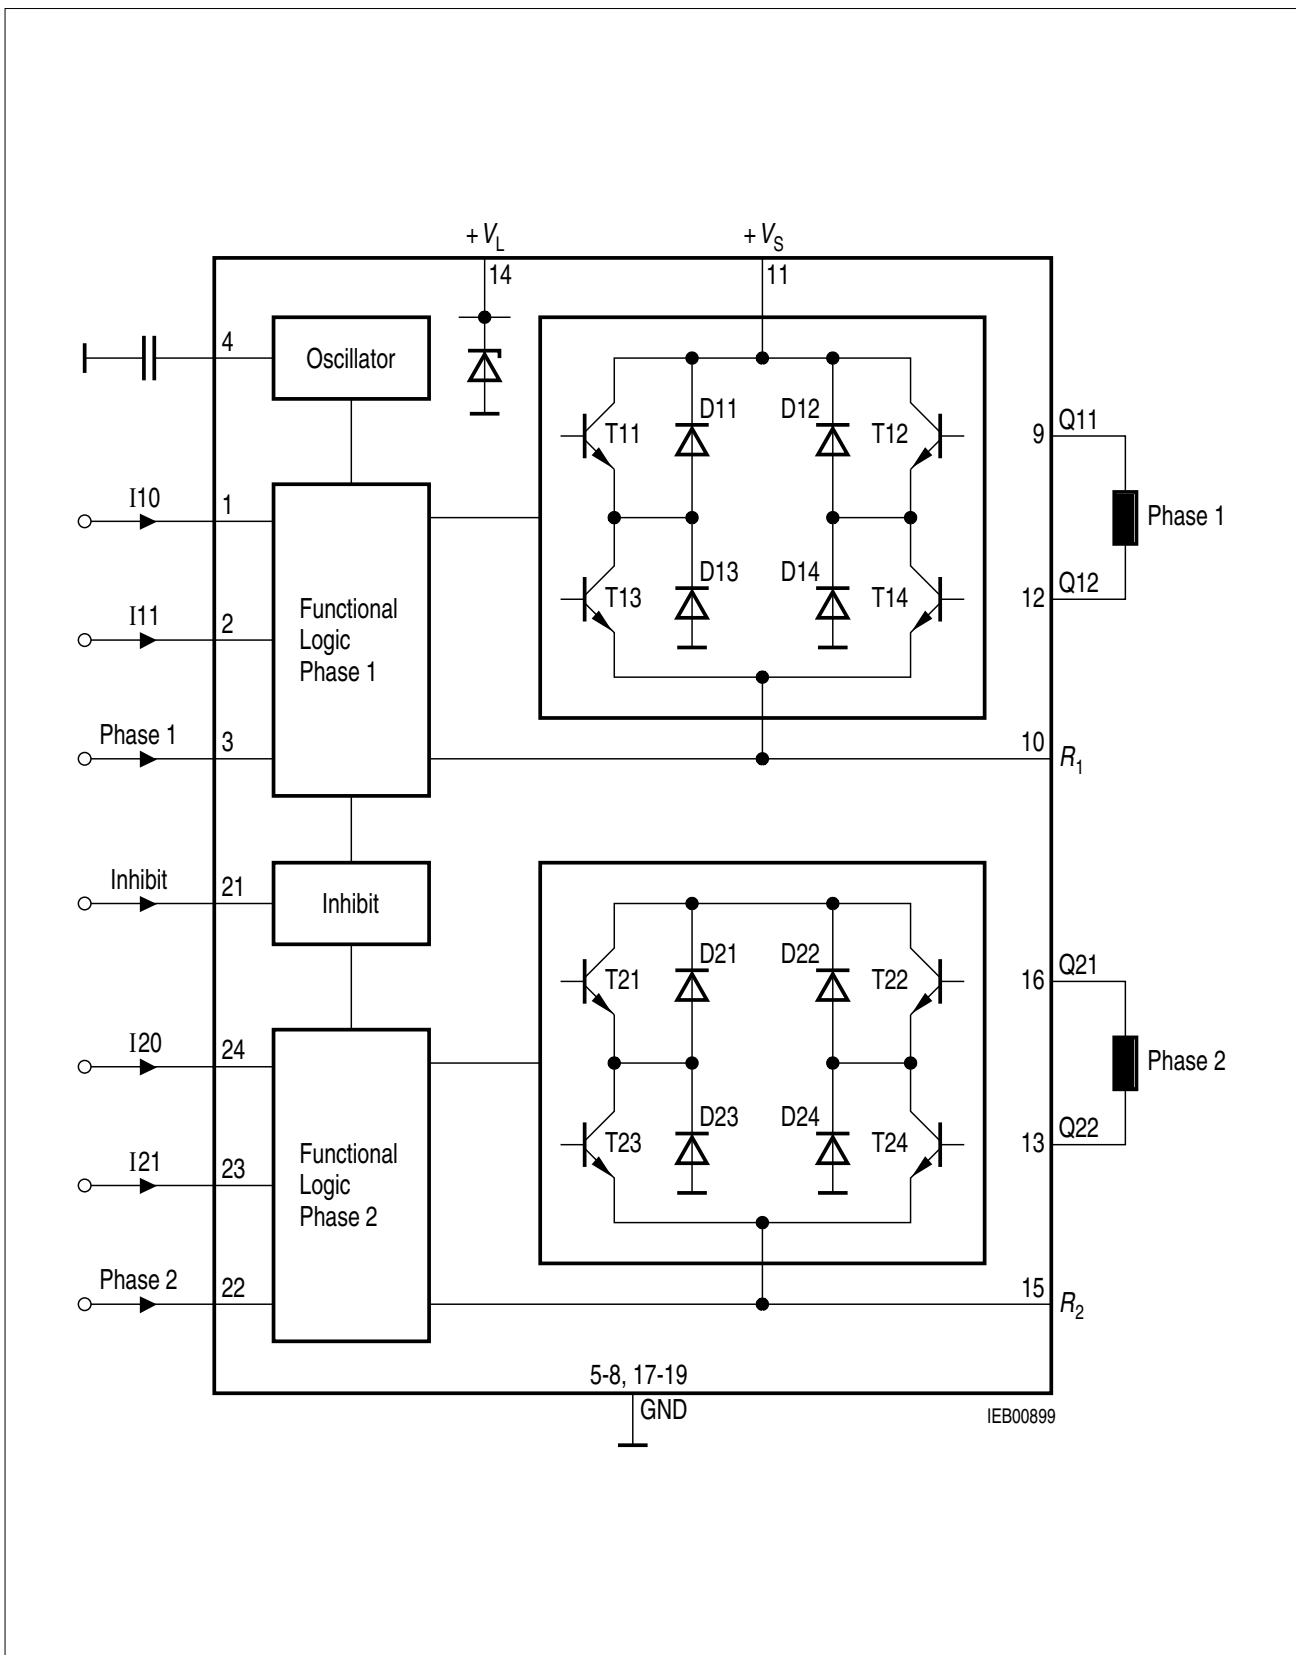 + VL
+ VS
14
11
4
Oscillator
D11
D12
T11
T12
9
Q11
I10
1
Phase 1
D13
D14
T13
T14
12
Q12
I11
2
Functional
Logic
Phase 1
Phase 1
3
10
R1
Inhibit
21
Inhibit
D21
D22
T21
T22
16
Q21
I20
24
Phase 2
D23
D24
T23
T24
13
Q22
I21
23
Functional
Logic
Phase 2
Phase 2
22
15
R2
5-8, 17-19
GND
IEB00899